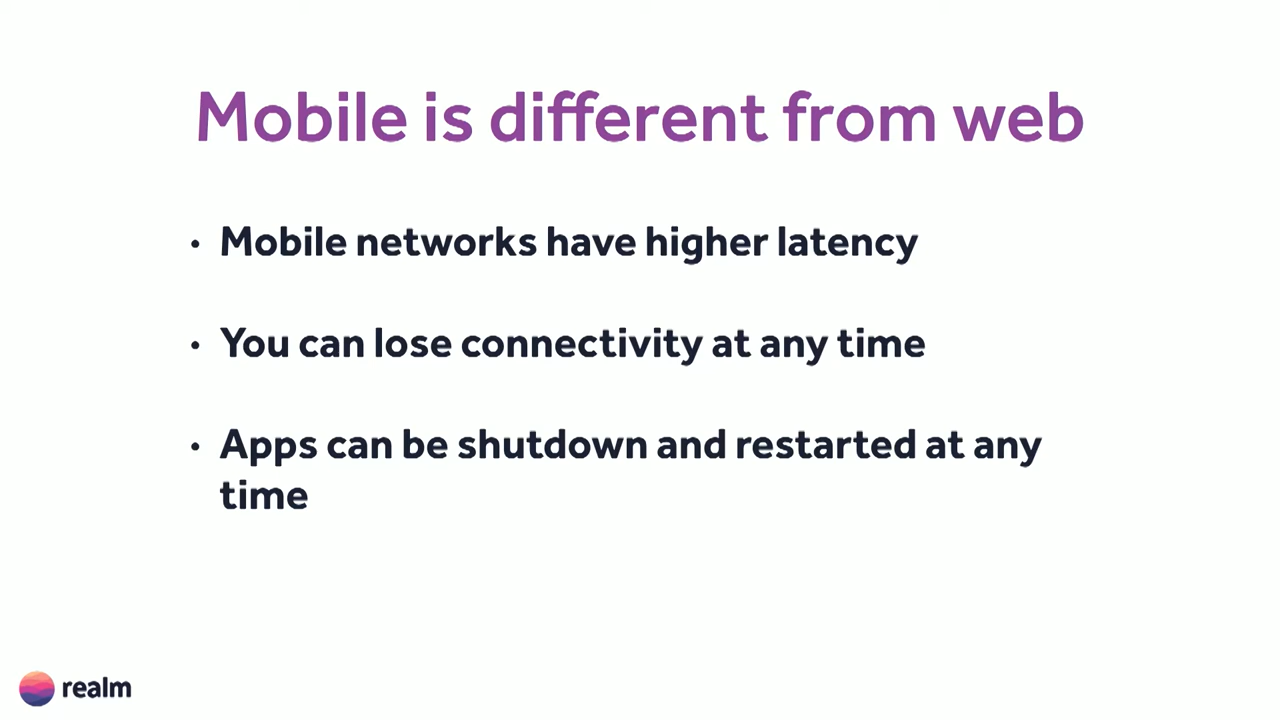 Mobile is different from web
• Mobile networks have higher latency
• You can lose connectivity at any time
• Apps can be shutdown and restarted at any
time
realm